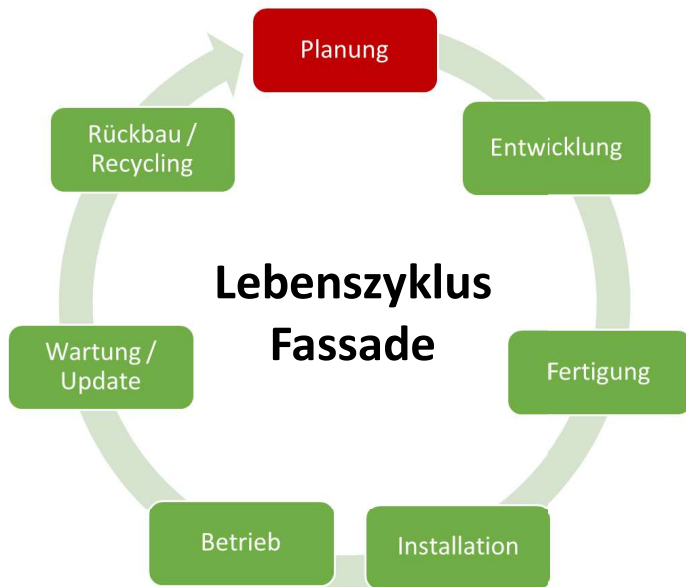 Planung
Entwicklung
Fertigung
Installation
Betrieb
Wartung /
Update
Rückbau /
Recycling
Lebenszyklus
Fassade